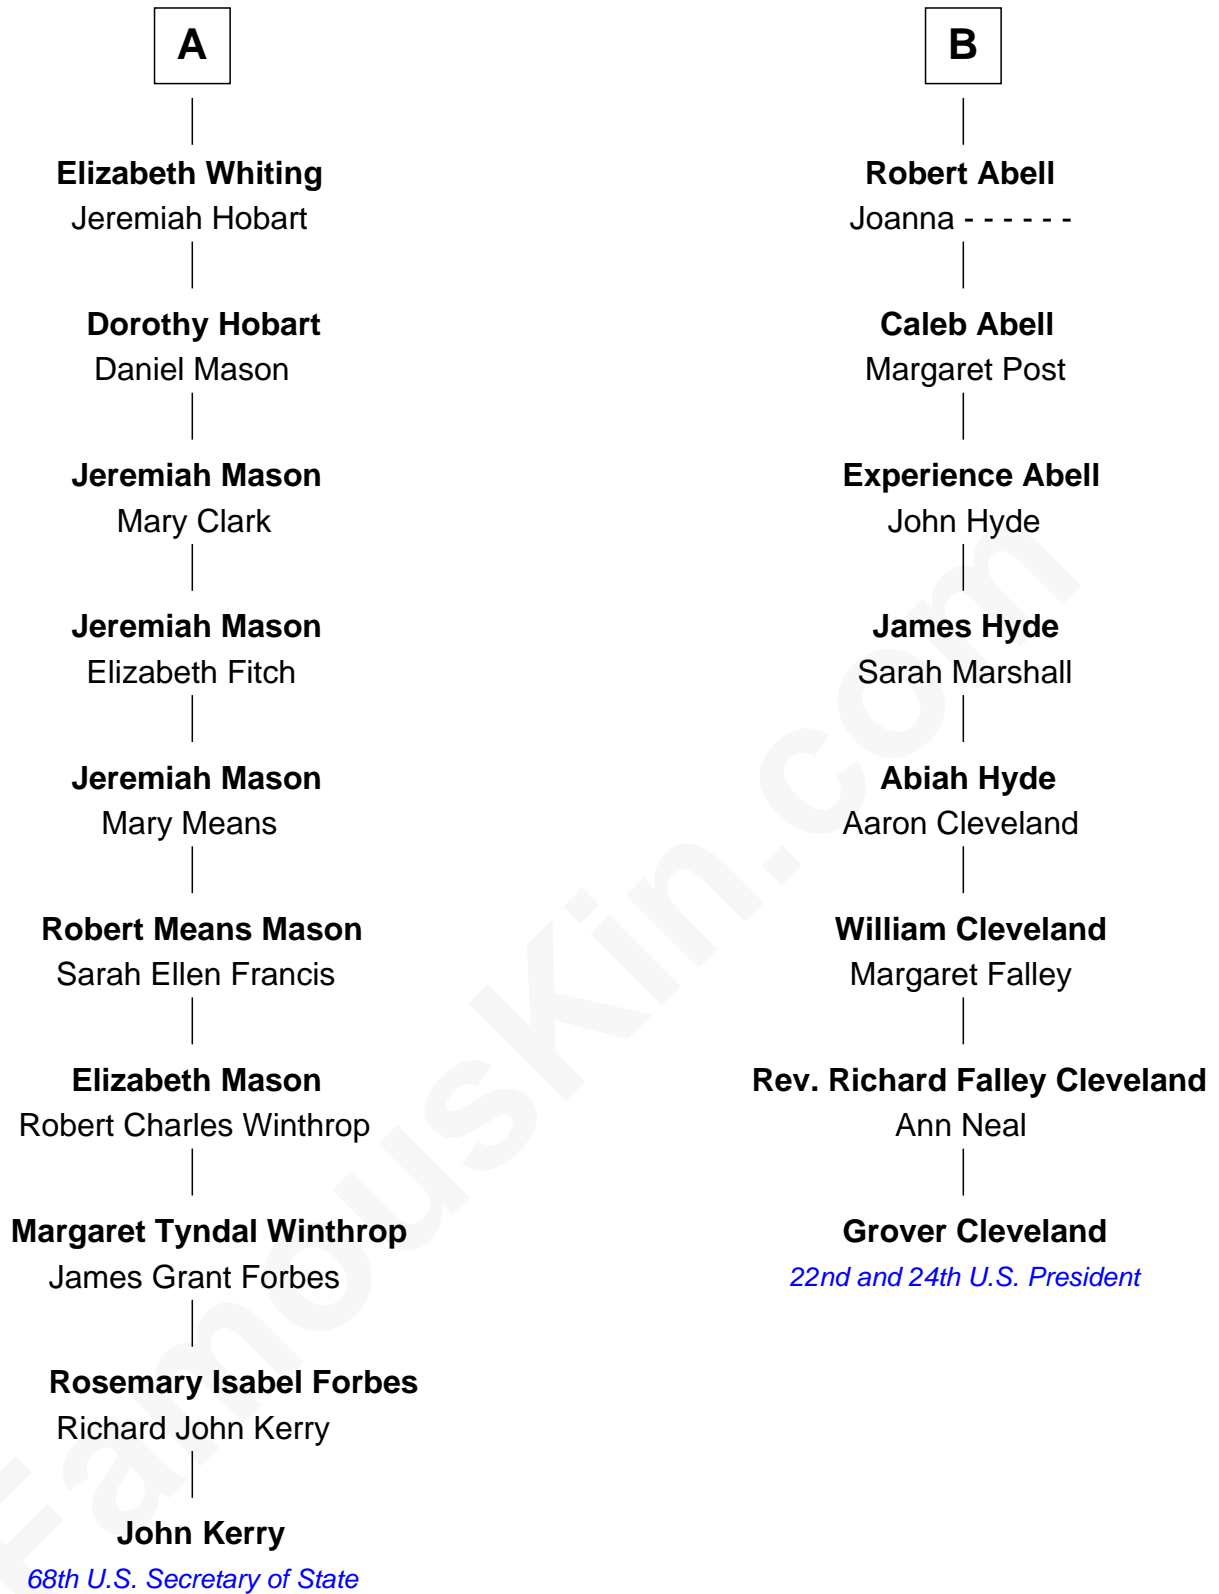 A
Elizabeth Whiting
Jeremiah Hobart
Dorothy Hobart
Daniel Mason
Jeremiah Mason
Mary Clark
Jeremiah Mason
Elizabeth Fitch
Jeremiah Mason
Mary Means
Robert Means Mason
Sarah Ellen Francis
Elizabeth Mason
Robert Charles Winthrop
Margaret Tyndal Winthrop
James Grant Forbes
Rosemary Isabel Forbes
Richard John Kerry
John Kerry
68th U.S. Secretary of State
B
Robert Abell
Joanna - - - - - -
Caleb Abell
Margaret Post
Experience Abell
John Hyde
James Hyde
Sarah Marshall
Abiah Hyde
Aaron Cleveland
William Cleveland
Margaret Falley
Rev. Richard Falley Cleveland
Ann Neal
Grover Cleveland
22nd and 24th U.S. President
FamousKin.com